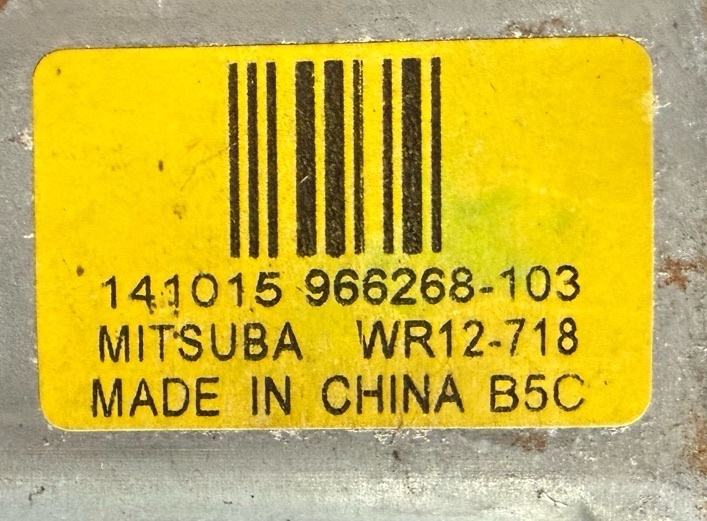 141015 966268-103
MITSUBA WR12-718
MADE IN CHINA B5C